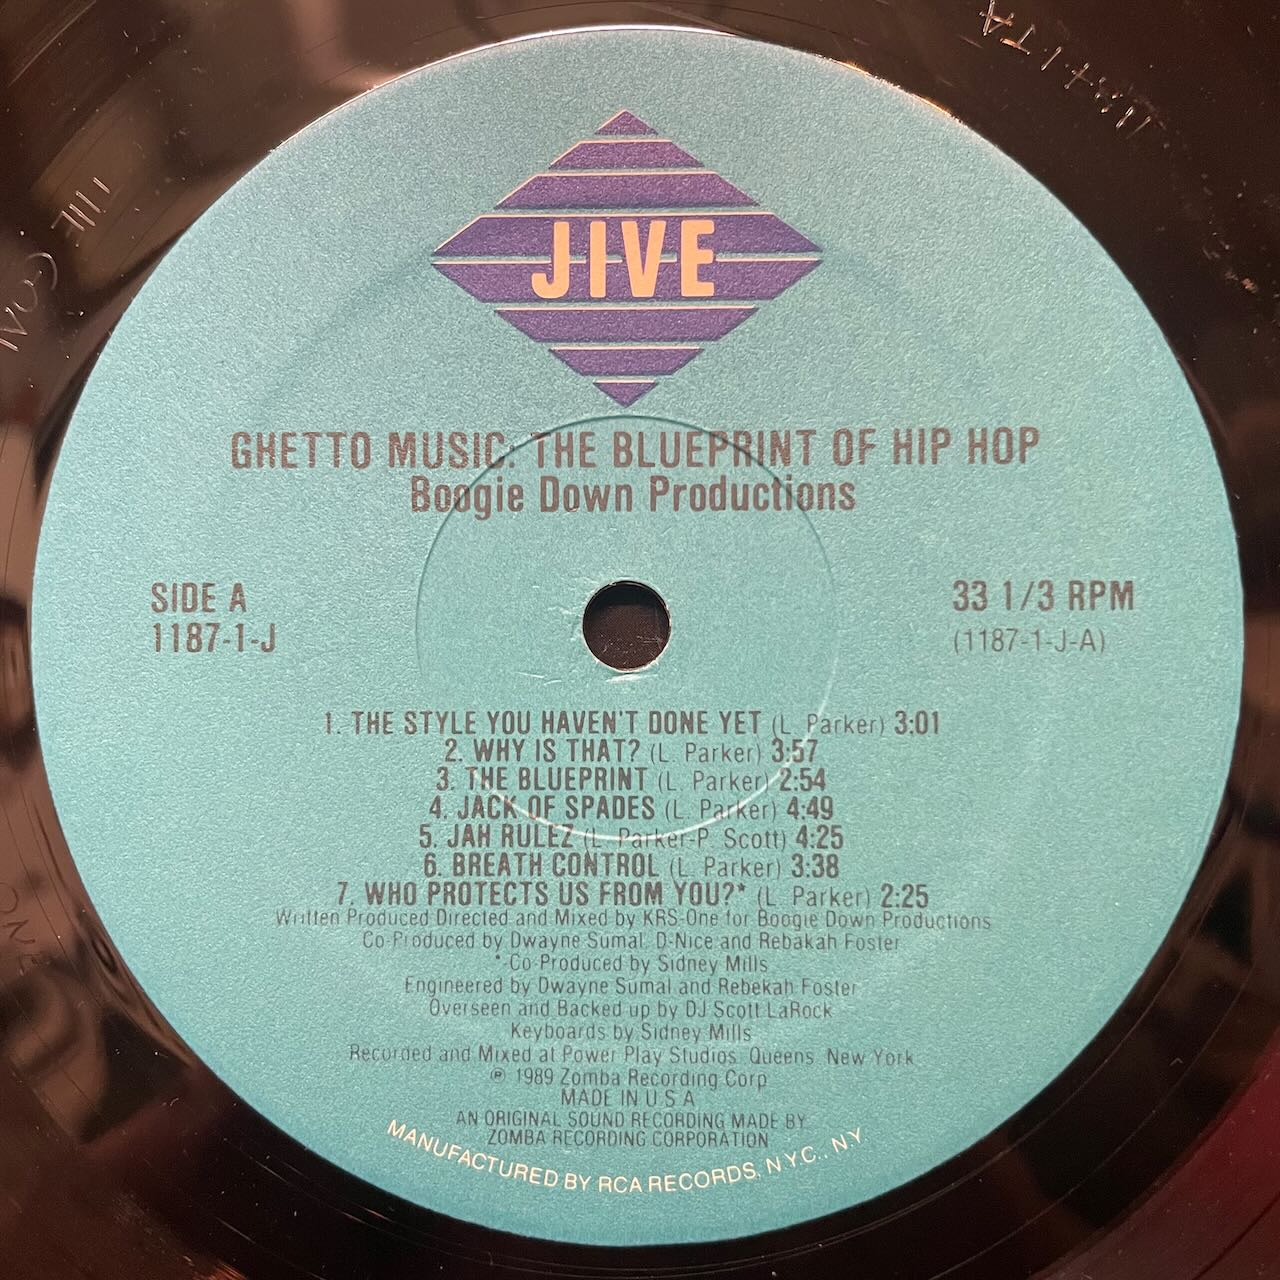 JIVE
GHETTO MUSIC: THE BLUEPRINT OF HIP HOP
Boogie Down Productions
SIDE A
1187-1-J
33 1/3 RPM
(1187-1-J-A)
1. THE STYLE YOU HAVEN'T DONE YET (L. Parker) 3:01
2. WHY IS THAT? (L. Parker) 3:57
3. THE BLUEPRINT (L. Parker) 2:54
4. JACK OF SPADES (L. Parker) 4:49
5. JAH RULEZ (L. Parker-P. Scott) 4:25
6. BREATH CONTROL (L. Parker) 3:38
7. WHO PROTECTS US FROM YOU?* (L. Parker) 2:25
Written Produced Directed and Mixed by KRS-One for Boogie Down Productions
Co-Produced by Dwayne Sumal, D-Nice and Rebakah Foster
*Co-Produced by Sidney Mills
Engineered by Dwayne Sumal and Rebekah Foster
Overseen and Backed up by DJ Scott LaRock
Keyboards by Sidney Mills
Recorded and Mixed at Power Play Studios, Queens, New York
℗ 1989 Zomba Recording Corp.
MADE IN U.S.A.
AN ORIGINAL SOUND RECORDING MADE BY
ZOMBA RECORDING CORPORATION
MANUFACTURED BY RCA RECORDS, N.Y.C., N.Y.